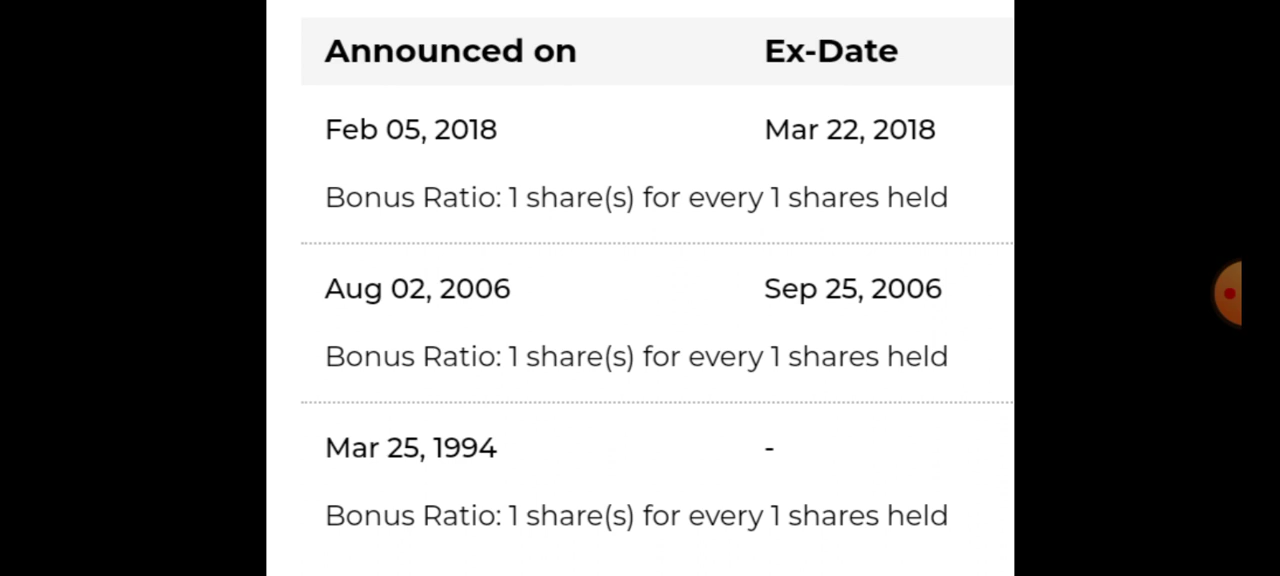 Announced on Ex-Date
Feb 05, 2018 Mar 22, 2018
Bonus Ratio: 1 share(s) for every 1 shares held
Aug 02, 2006 Sep 25, 2006
Bonus Ratio: 1 share(s) for every 1 shares held
Mar 25, 1994 -
Bonus Ratio: 1 share(s) for every 1 shares held